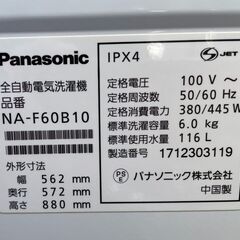 Panasonic
全自動電気洗濯機
品番
NA-F60B10
外形寸法
幅 562 mm
奥行 572 mm
高さ 880 mm
IPX4
JET
定格電圧 100 V～
定格周波数 50/60 Hz
定格消費電力 380/445 W
標準洗濯容量 6.0 kg
標準使用水量 116 L
製造番号 1712303119
PS E パナソニック株式会社
中国製